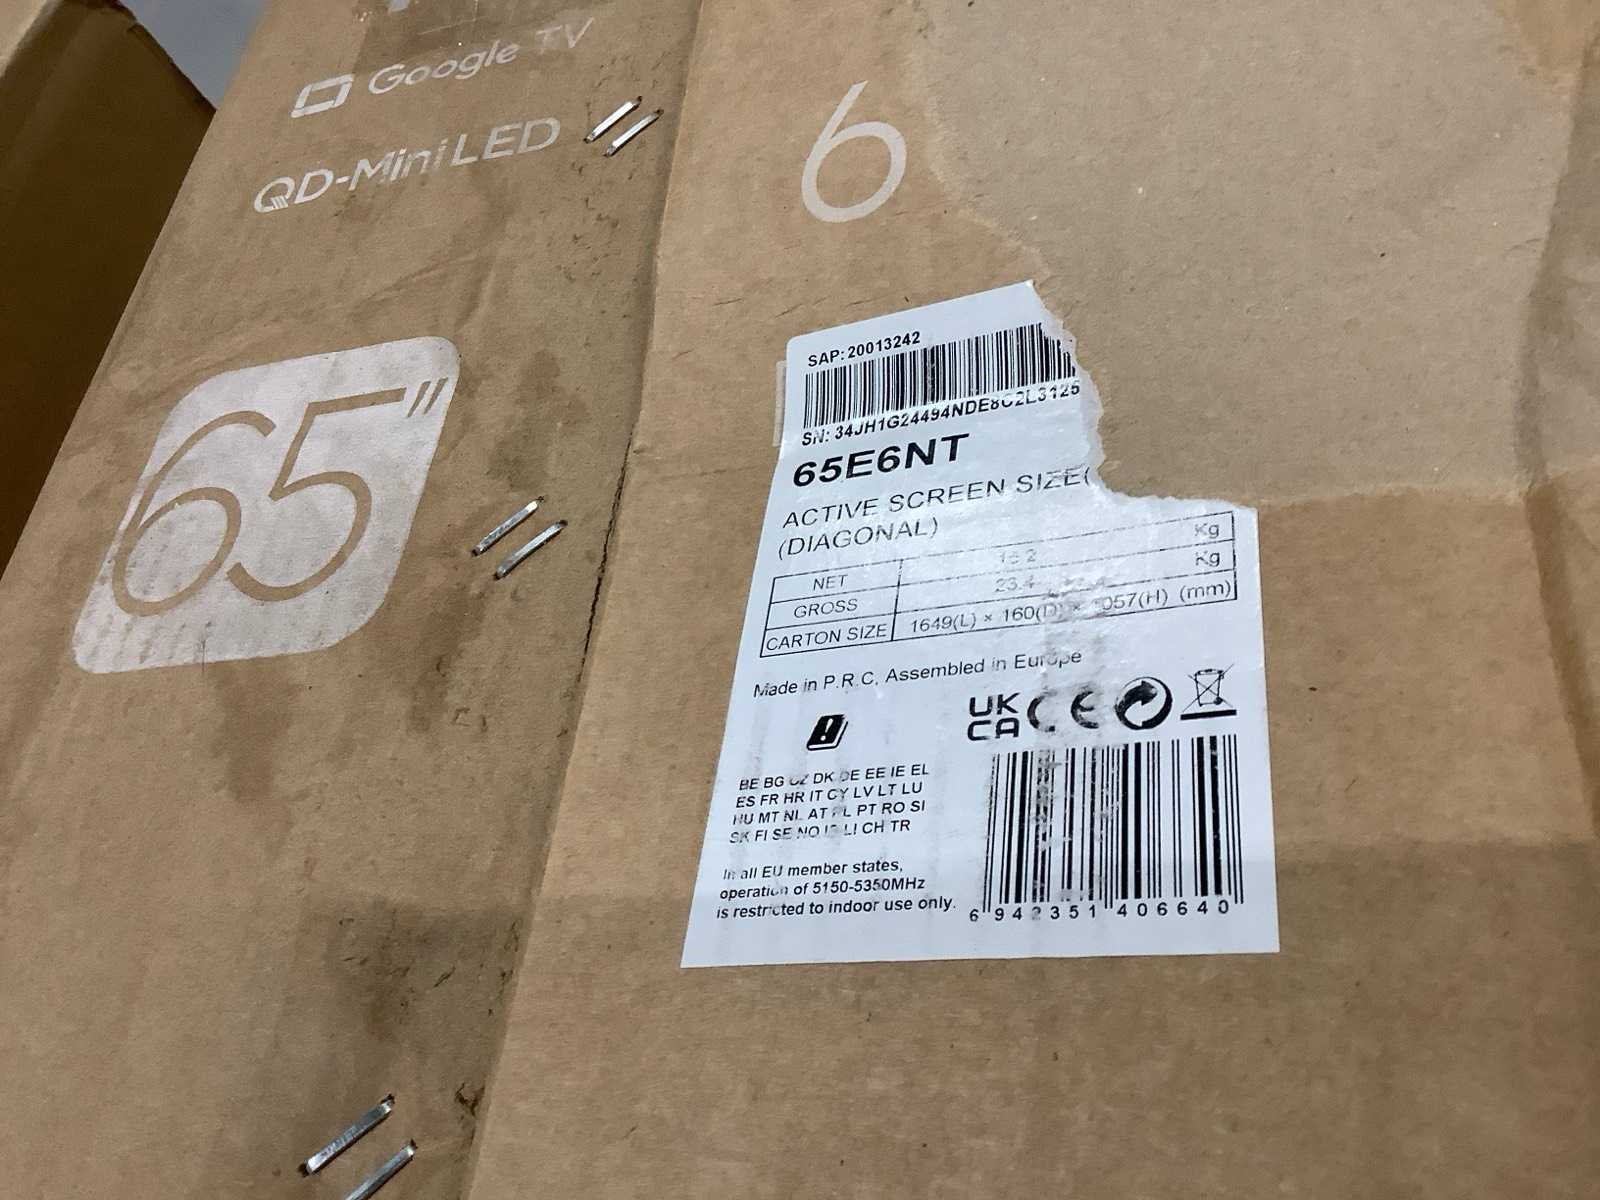 Google TV
QD-Mini LED
65"
6
SAP: 20013242
SN: 34JH1G24494NDE8C2L3125
65E6NT
ACTIVE SCREEN SIZE(
(DIAGONAL)
NET Kg
GROSS 23.4 Kg
CARTON SIZE 1649(L) × 160(D) × 1057(H) (mm)
Made in P.R.C, Assembled in Europe
UK
CA CE
BE BG CZ DK DE EE IE EL
ES FR HR IT CY LV LT LU
HU MT NL AT PL PT RO SI
SK FI SE NO IS LI CH TR
In all EU member states,
operation of 5150-5350MHz
is restricted to indoor use only.
6 942351 406640